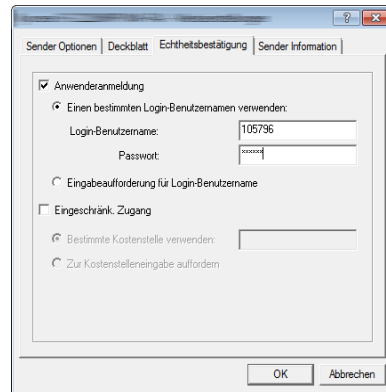 Sender Optionen Deckblatt Echtheitsbestätigung Sender Information
Anwenderanmeldung
Einen bestimmten Login-Benutzernamen verwenden:
Login-Benutzername: 105796
Passwort: xxxxxx
Eingabeaufforderung für Login-Benutzername
Eingeschränk. Zugang
Bestimmte Kostenstelle verwenden:
Zur Kostenstelleneingabe auffordern
OK Abbrechen